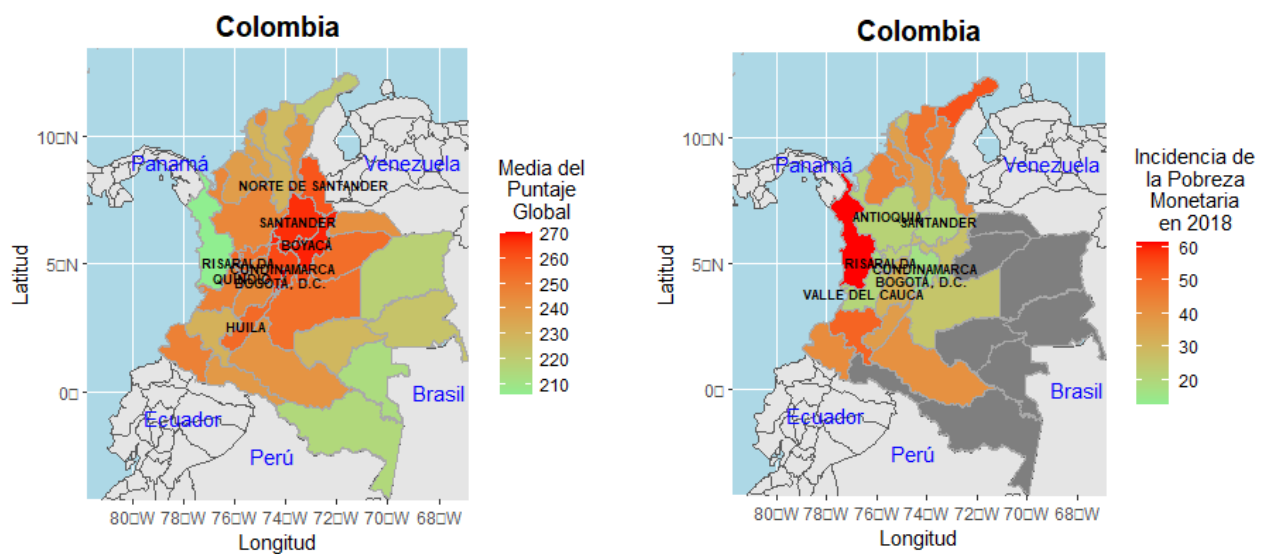 Colombia
10□N
5□N
0□
Latitud
Panamá
Venezuela
NORTE DE SANTANDER
SANTANDER
BOYACÁ
RISARALDA
CUNDINAMARCA
QUINDIO
BOGOTÁ, D.C.
HUILA
Brasil
Ecuador
Perú
80□W 78□W 76□W 74□W 72□W 70□W 68□W
Longitud
Media del
Puntaje
Global
270
260
250
240
230
220
210
Colombia
10□N
5□N
0□
Latitud
Panamá
Venezuela
ANTIOQUIA
SANTANDER
RISARALDA
CUNDINAMARCA
BOGOTÁ, D.C.
VALLE DEL CAUCA
Brasil
Ecuador
Perú
80□W 78□W 76□W 74□W 72□W 70□W 68□W
Longitud
Incidencia de
la Pobreza
Monetaria
en 2018
60
50
40
30
20